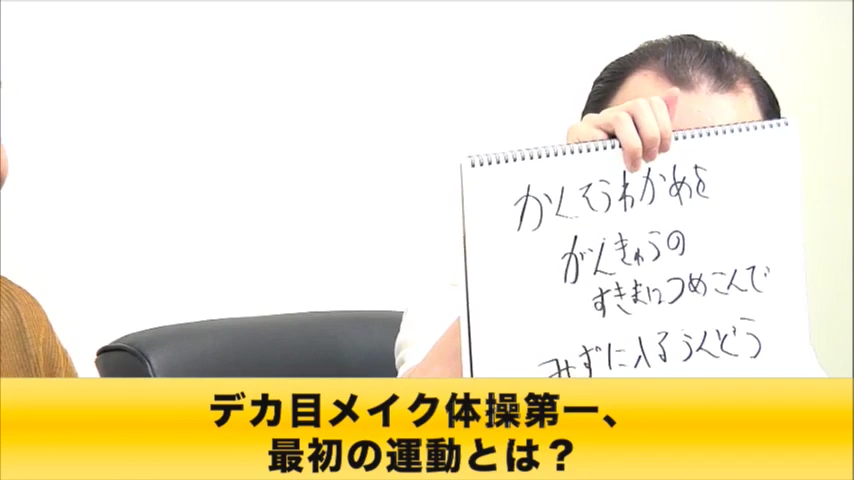 かんそうわかめを
がんきゅうの
すきまにつめこんで
みずに入るうんどう
デカ目メイク体操第一、
最初の運動とは？